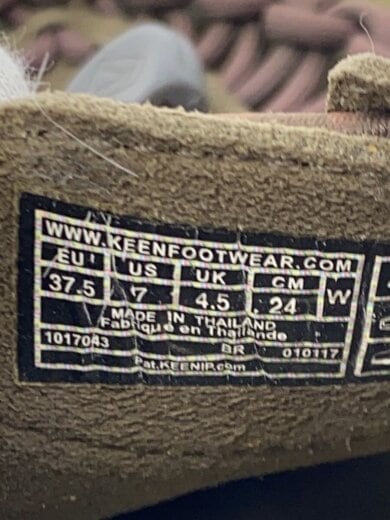 WWW.KEENFOOTWEAR.COM
EU US UK CM W
37.5 7 4.5 24
MADE IN THAILAND
Fabriqué en Thaïlande
1017043 BR 010117
Pat.KEENIP.com